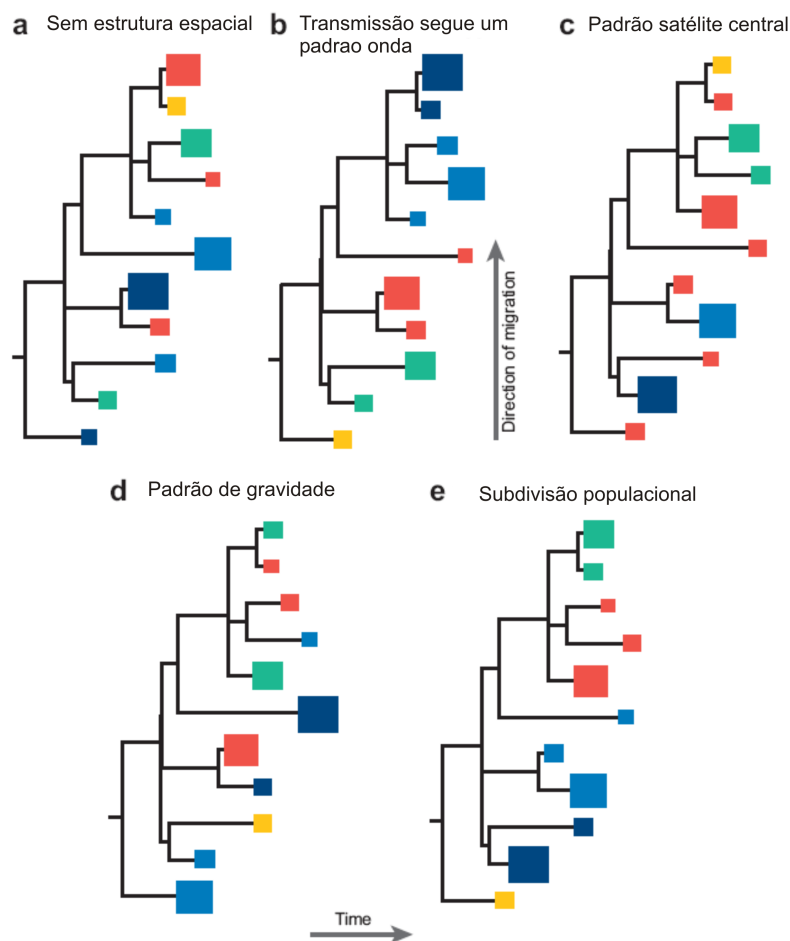 a Sem estrutura espacial
b Transmissão segue um
padrao onda
c Padrão satélite central
Direction of migration
d Padrão de gravidade
e Subdivisão populacional
Time